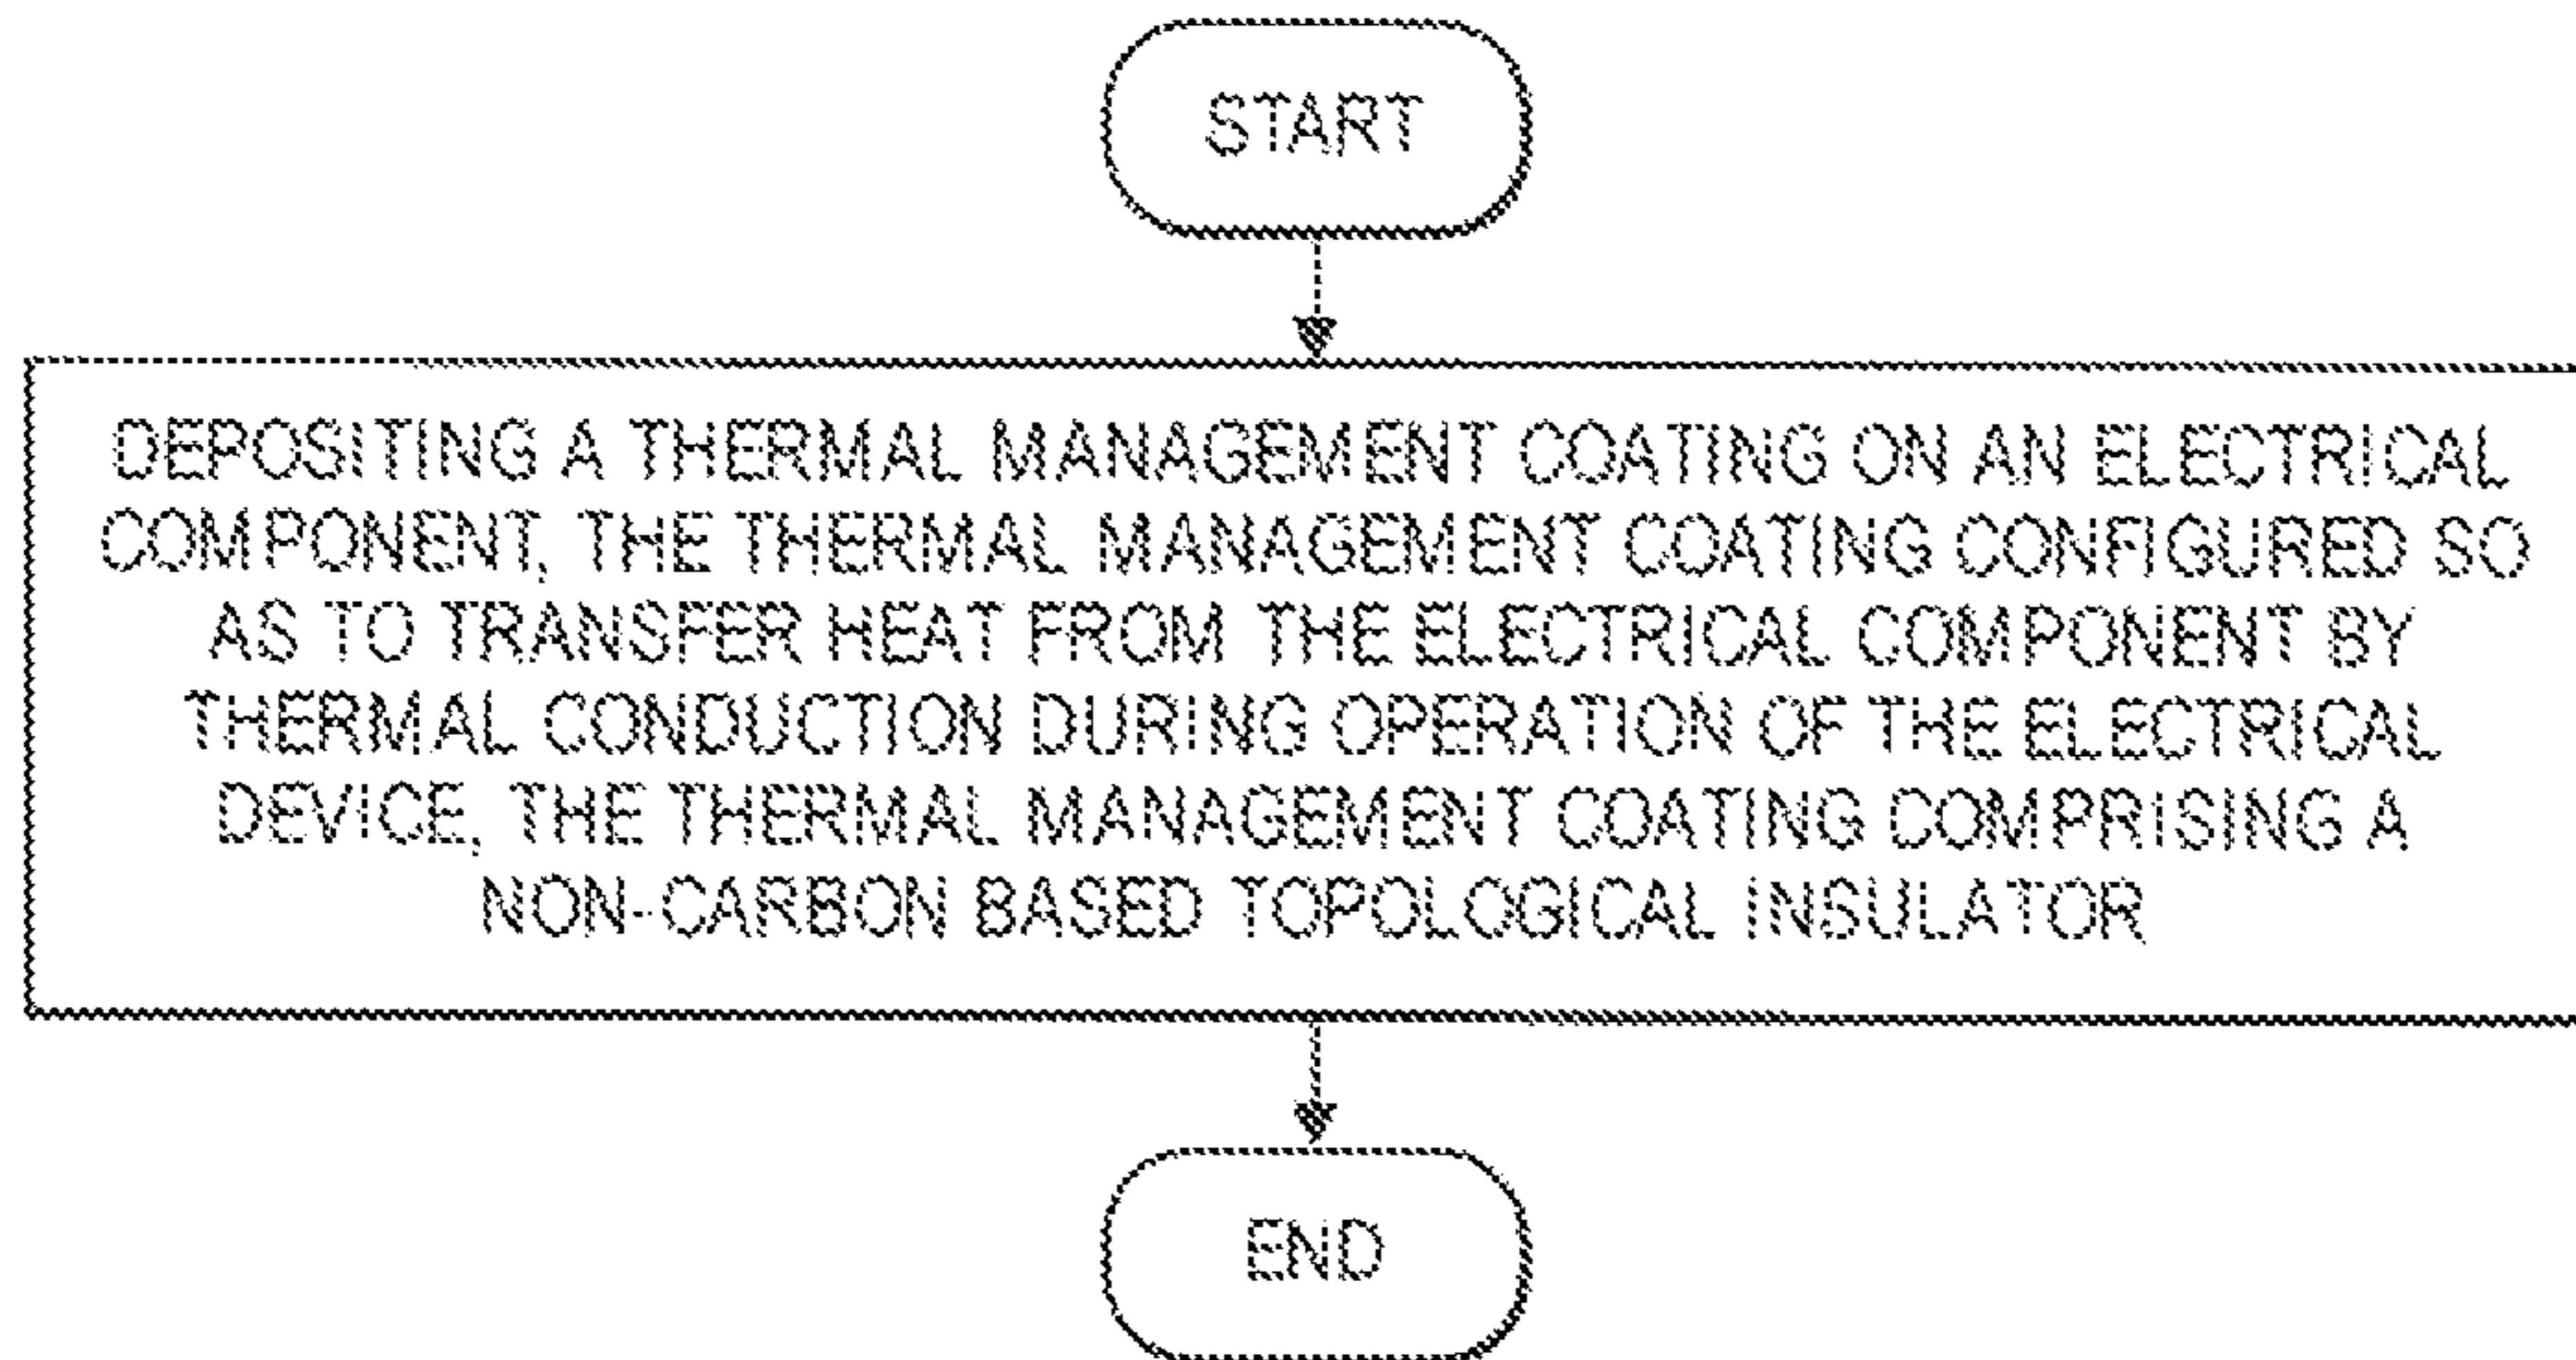 START
DEPOSITING A THERMAL MANAGEMENT COATING ON AN ELECTRICAL
COMPONENT, THE THERMAL MANAGEMENT COATING CONFIGURED SO
AS TO TRANSFER HEAT FROM THE ELECTRICAL COMPONENT BY
THERMAL CONDUCTION DURING OPERATION OF THE ELECTRICAL
DEVICE, THE THERMAL MANAGEMENT COATING COMPRISING A
NON-CARBON BASED TOPOLOGICAL INSULATOR
END